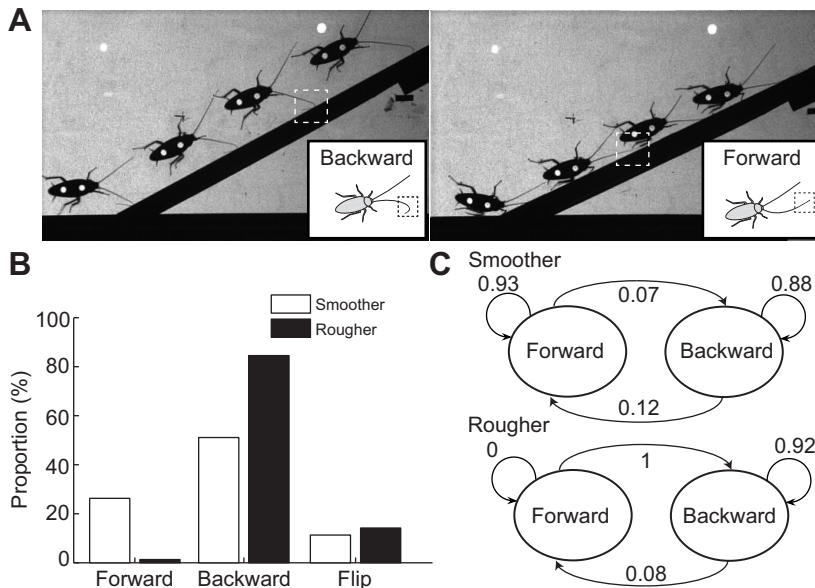 A
Backward
Forward
B
Smoother
Rougher
Proportion (%)
100
80
60
40
20
0
Forward
Backward
Flip
C
Smoother
0.93
0.07
0.88
Forward
Backward
0.12
Rougher
0
1
0.92
Forward
Backward
0.08